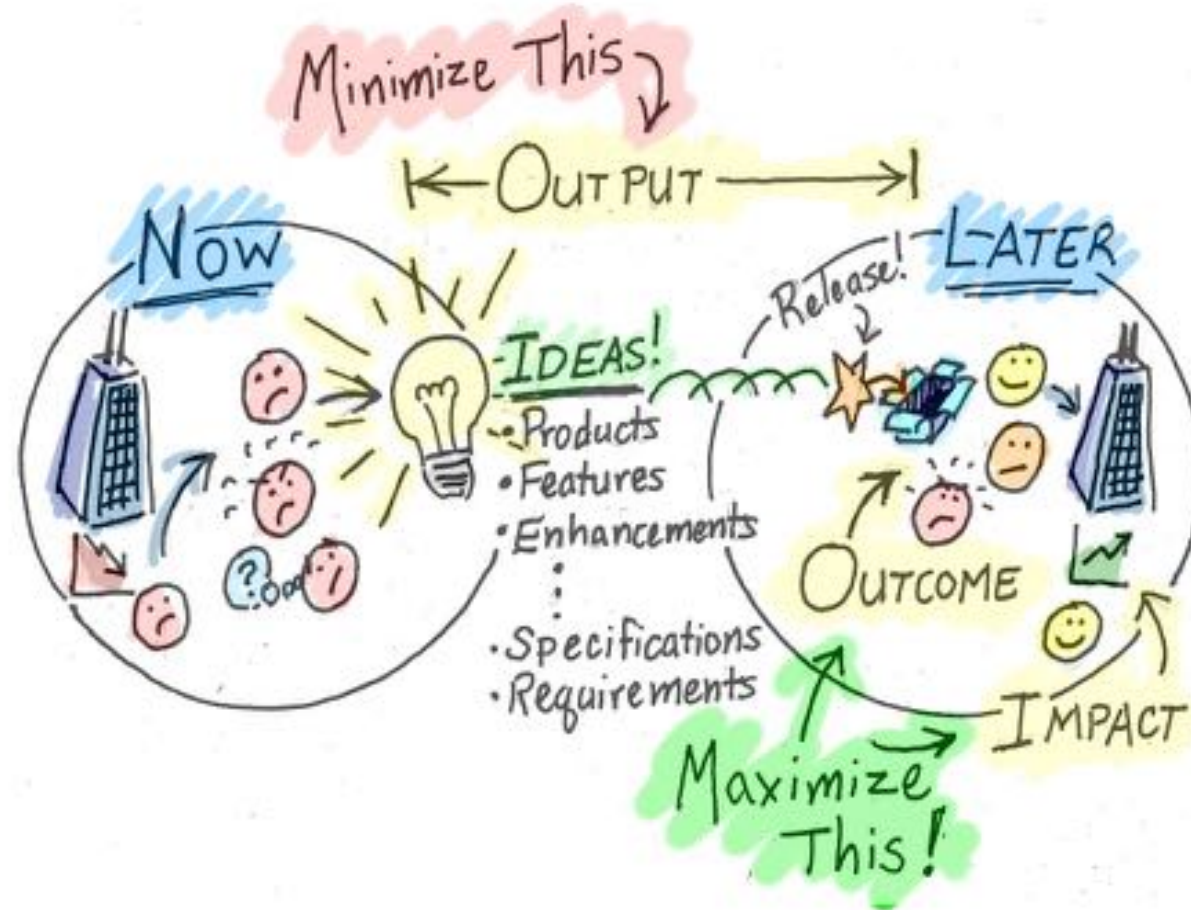 Minimize This
OUTPUT
NOW
LATER
Release!
IDEAS!
• Products
• Features
• Enhancements
• Specifications
• Requirements
?
OUTCOME
IMPACT
Maximize
This!